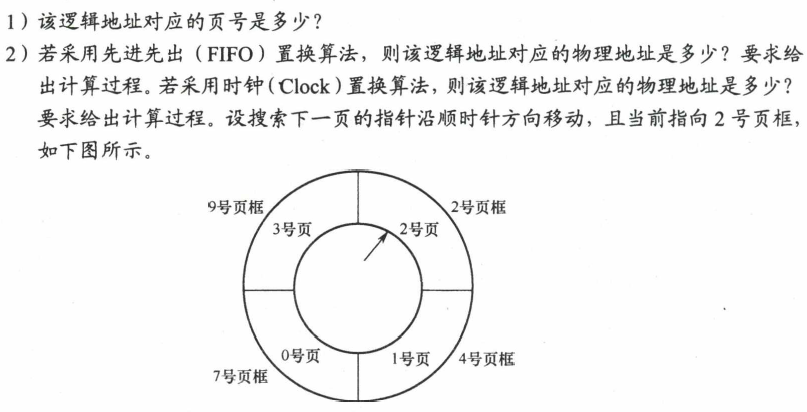 1）该逻辑地址对应的页号是多少？
2）若采用先进先出（FIFO）置换算法，则该逻辑地址对应的物理地址是多少？要求给
出计算过程。若采用时钟（Clock）置换算法，则该逻辑地址对应的物理地址是多少？
要求给出计算过程。设搜索下一页的指针沿顺时针方向移动，且当前指向 2 号页框，
如下图所示。
9号页框
2号页框
3号页
2号页
0号页
1号页
7号页框
4号页框